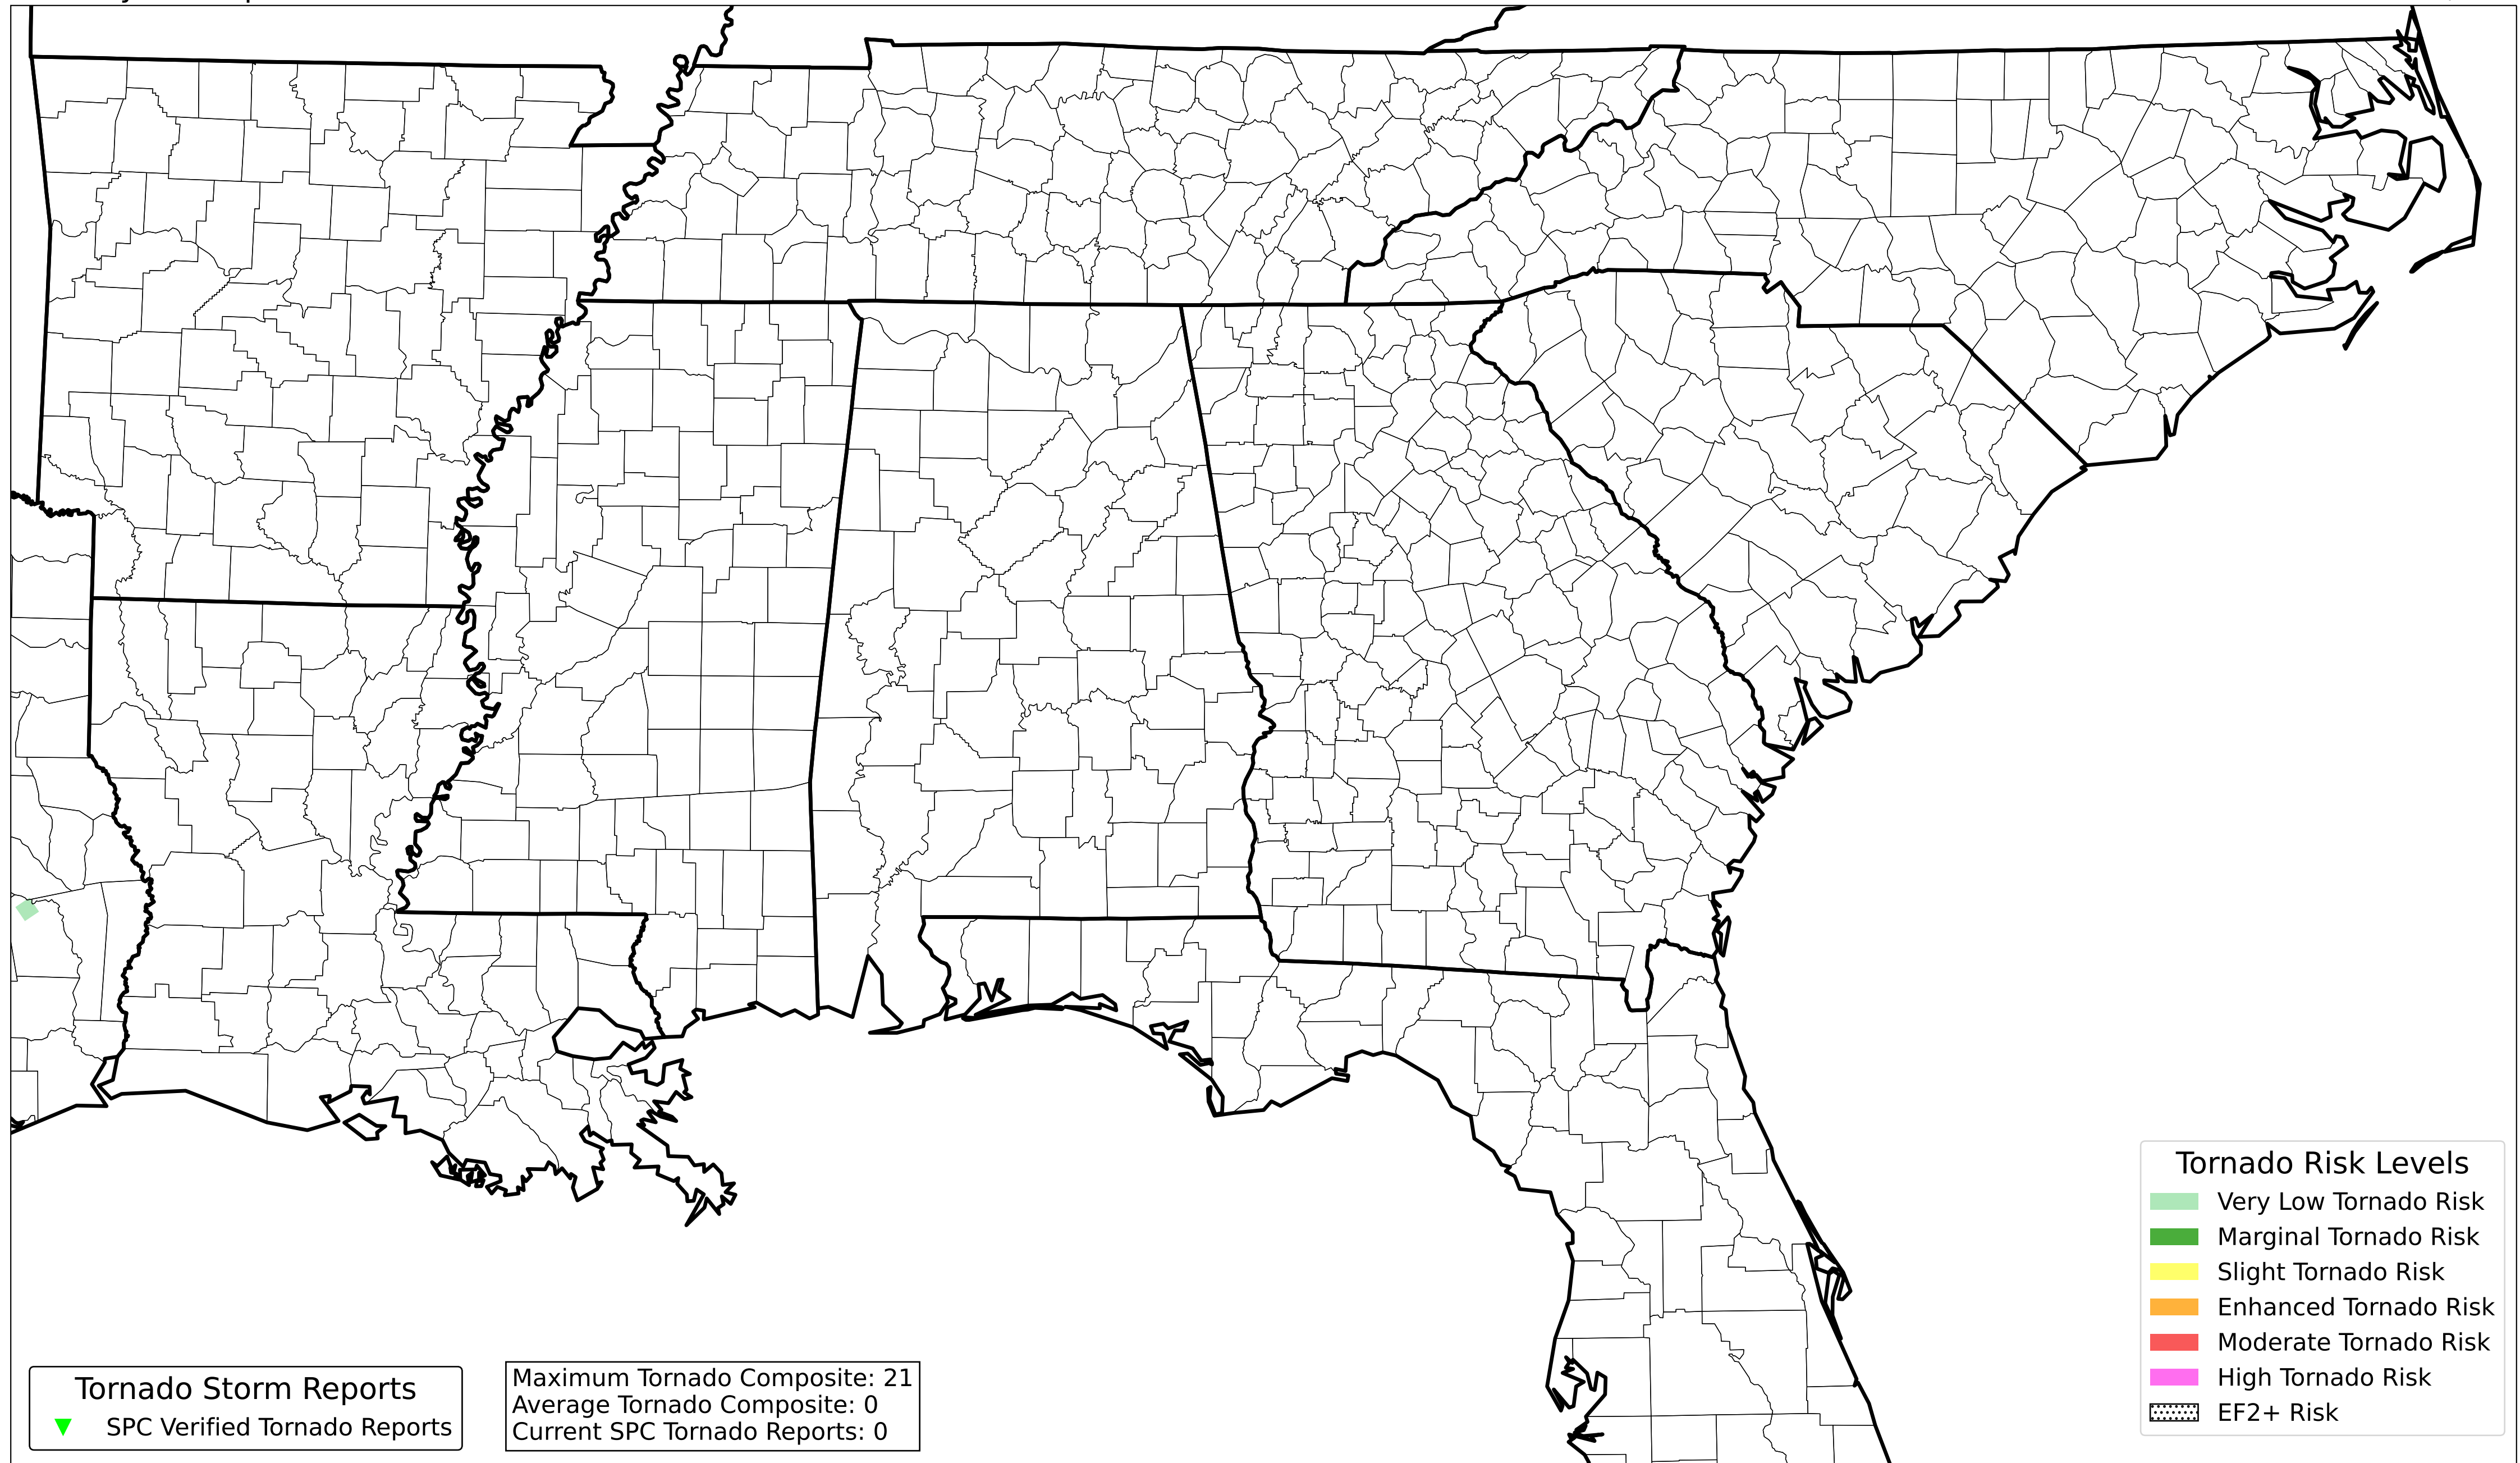 Tornado Risk Levels
Very Low Tornado Risk
Marginal Tornado Risk
Slight Tornado Risk
Enhanced Tornado Risk
Moderate Tornado Risk
High Tornado Risk
EF2+ Risk
Tornado Storm Reports
SPC Verified Tornado Reports
Maximum Tornado Composite: 21
Average Tornado Composite: 0
Current SPC Tornado Reports: 0